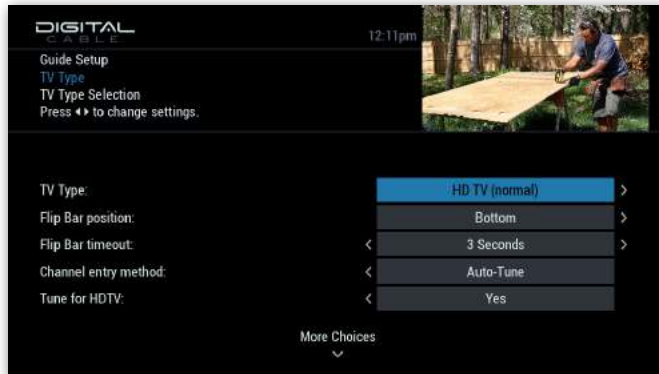 DIGITAL
CABLE
12:11pm
Guide Setup
TV Type
TV Type Selection
Press ◂ ▸ to change settings.
TV Type: HD TV (normal) >
Flip Bar position: Bottom >
Flip Bar timeout: < 3 Seconds >
Channel entry method: < Auto-Tune
Tune for HDTV: < Yes
More Choices